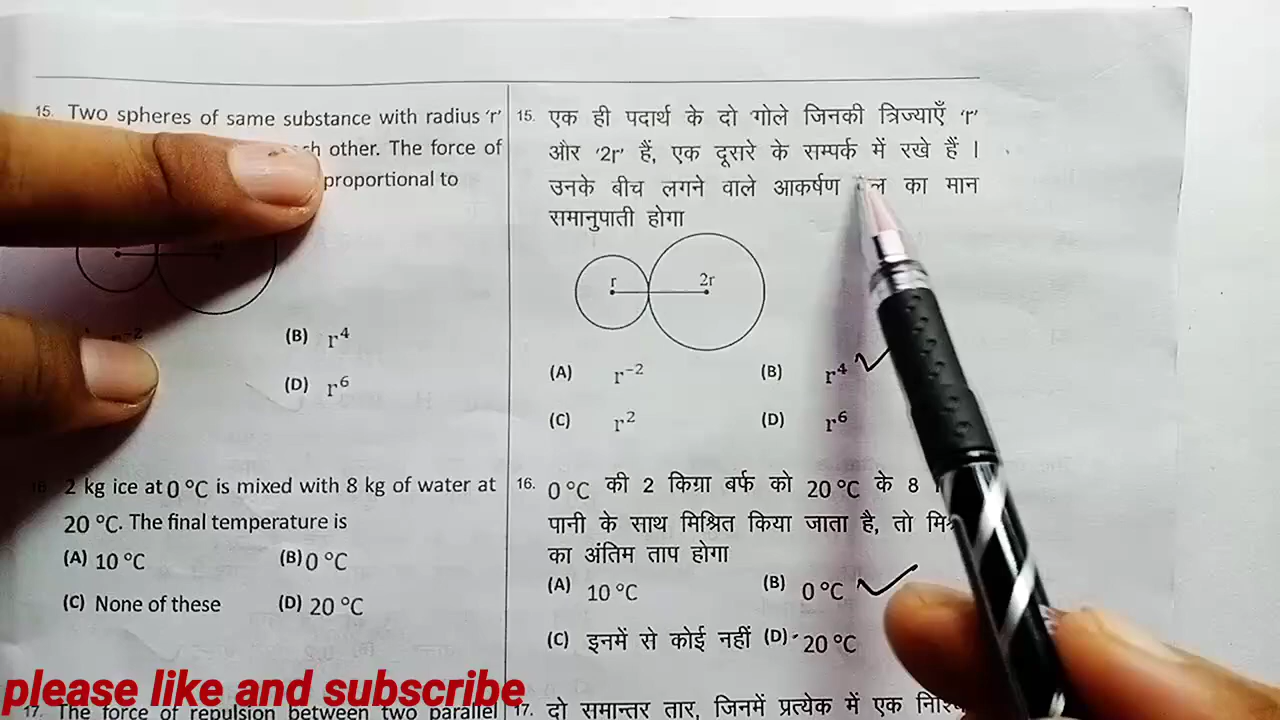 15. Two spheres of same substance with radius ‘r’
other. The force of
proportional to
(B) r⁴
(D) r⁶
2 kg ice at 0 °C is mixed with 8 kg of water at
20 °C. The final temperature is
(A) 10 °C (B) 0 °C
(C) None of these (D) 20 °C
17. The force of repulsion between two parallel
15. एक ही पदार्थ के दो गोले जिनकी त्रिज्याएँ ‘r’
और ‘2r’ हैं, एक दूसरे के सम्पर्क में रखे हैं ।
उनके बीच लगने वाले आकर्षण का मान
समानुपाती होगा
r 2r
(A) r⁻² (B) r⁴
(C) r² (D) r⁶
16. 0 °C की 2 किग्रा बर्फ को 20 °C के 8
पानी के साथ मिश्रित किया जाता है, तो
का अंतिम ताप होगा
(A) 10 °C (B) 0 °C
(C) इनमें से कोई नहीं (D) 20 °C
17. दो समान्तर तार, जिनमें प्रत्येक में एक
please like and subscribe